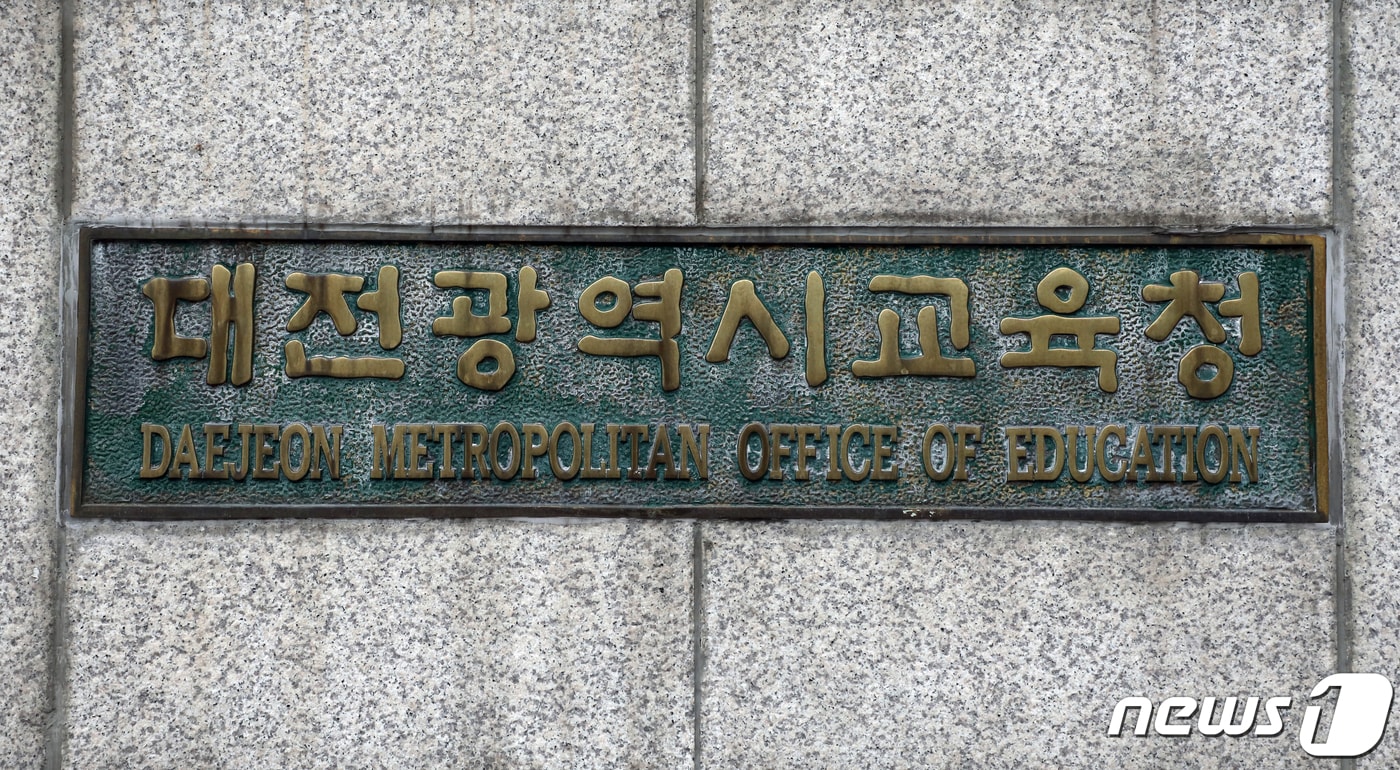 대전광역시교육청
DAEJEON METROPOLITAN OFFICE OF EDUCATION
news1